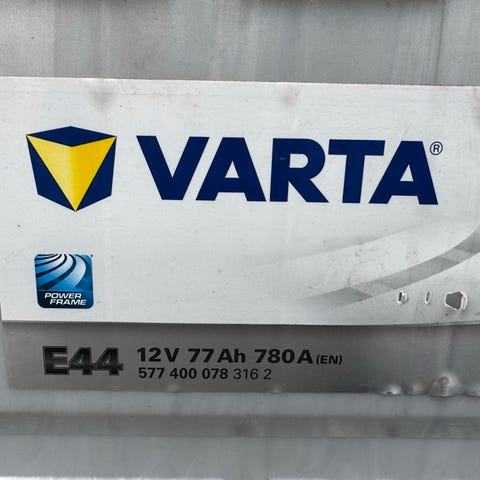 VARTA®
POWER
FRAME
E44 12V 77Ah 780A (EN)
577 400 078 316 2